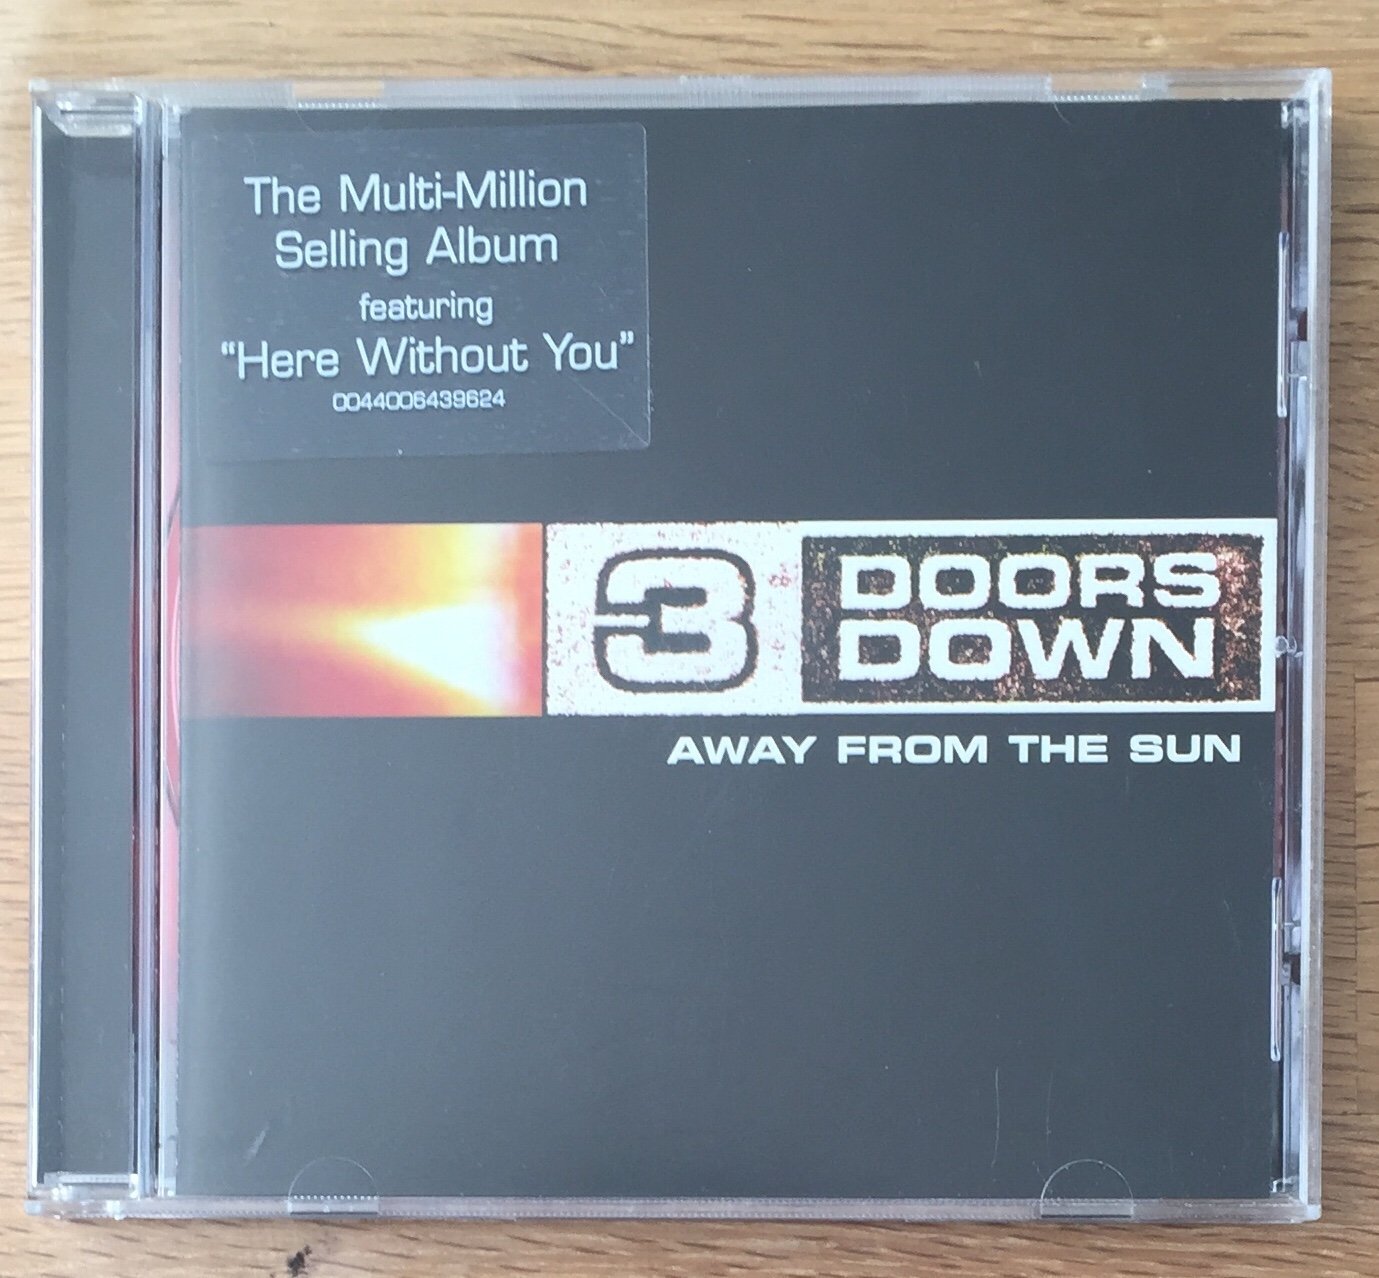 The Multi-Million
Selling Album
featuring
“Here Without You”
0044006439624
3 DOORS
DOWN
AWAY FROM THE SUN